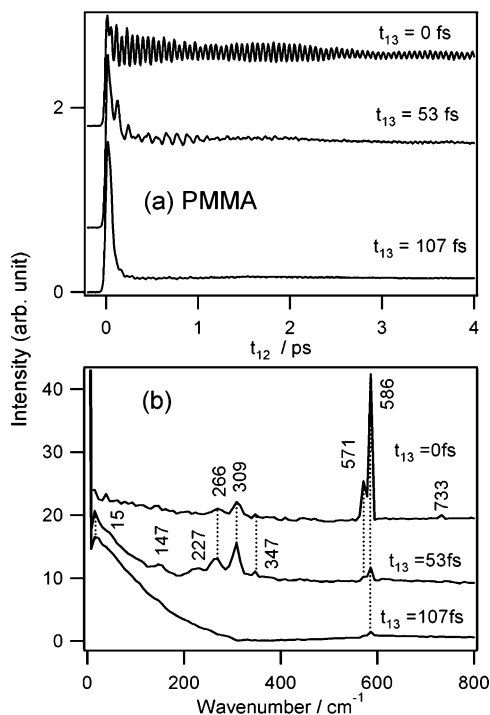 t13 = 0 fs
2
t13 = 53 fs
(a) PMMA
t13 = 107 fs
0
0 1 2 3 4
t12 / ps
Intensity (arb. unit)
40
(b)
586
571
t13 =0fs
30
266
309
733
20
15
147
227
347
t13 =53fs
10
t13 =107fs
0
0 200 400 600 800
Wavenumber / cm-1